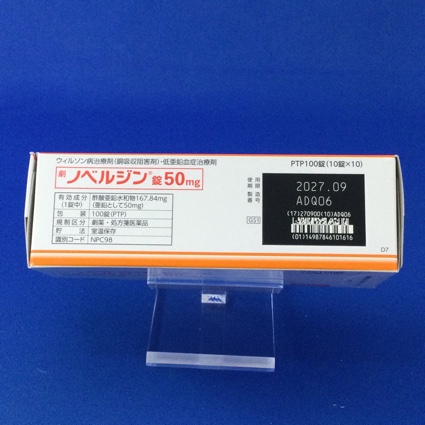 ウィルソン病治療剤(銅吸収阻害剤)・低亜鉛血症治療剤
PTP100錠(10錠×10)
劇 ノベルジン®錠50mg
有効成分(1錠中) 酢酸亜鉛水和物167.84mg(亜鉛として50mg)
包装 100錠(PTP)
規制区分 劇薬・処方箋医薬品
貯法 室温保存
識別コード NPC98
使用期限 2027.09
製造番号 ADQ06
(17)270900(10)ADQ06
(01)14987846101616
GS1
D7